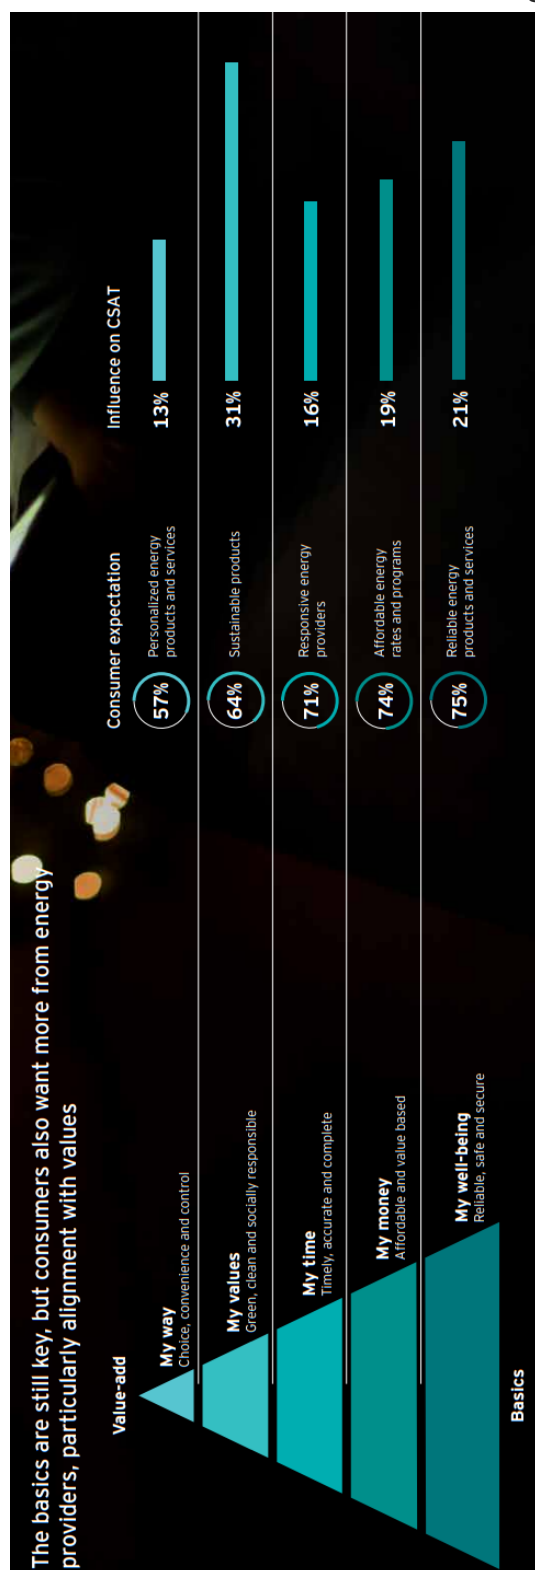 The basics are still key, but consumers also want more from energy
providers, particularly alignment with values
Value-add
Consumer expectation
Influence on CSAT
My way
Choice, convenience and control
57%
Personalized energy
products and services
13%
My values
Green, clean and socially responsible
64%
Sustainable products
31%
My time
Timely, accurate and complete
71%
Responsive energy
providers
16%
My money
Affordable and value based
74%
Affordable energy
rates and programs
19%
My well-being
Reliable, safe and secure
75%
Reliable energy
products and services
21%
Basics